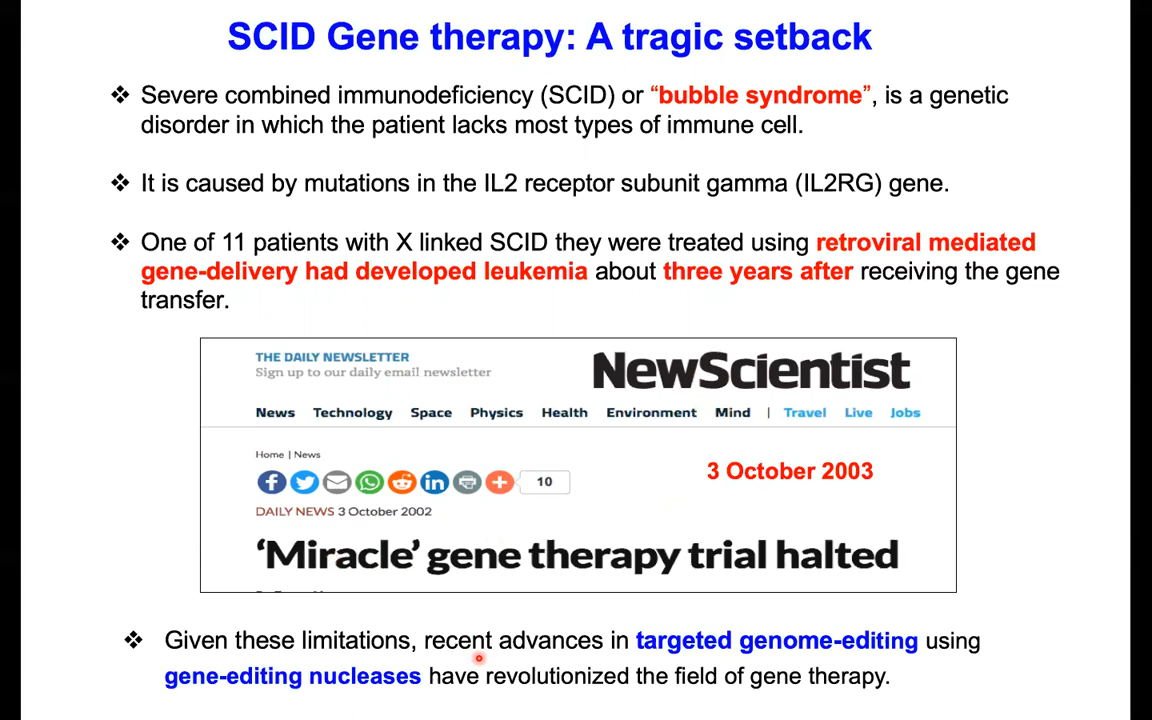 SCID Gene therapy: A tragic setback
❖ Severe combined immunodeficiency (SCID) or “bubble syndrome”, is a genetic
disorder in which the patient lacks most types of immune cell.
❖ It is caused by mutations in the IL2 receptor subunit gamma (IL2RG) gene.
❖ One of 11 patients with X linked SCID they were treated using retroviral mediated
gene-delivery had developed leukemia about three years after receiving the gene
transfer.
THE DAILY NEWSLETTER
Sign up to our daily email newsletter
NewScientist
News Technology Space Physics Health Environment Mind | Travel Live Jobs
Home | News
10
3 October 2003
DAILY NEWS 3 October 2002
‘Miracle’ gene therapy trial halted
❖ Given these limitations, recent advances in targeted genome-editing using
gene-editing nucleases have revolutionized the field of gene therapy.